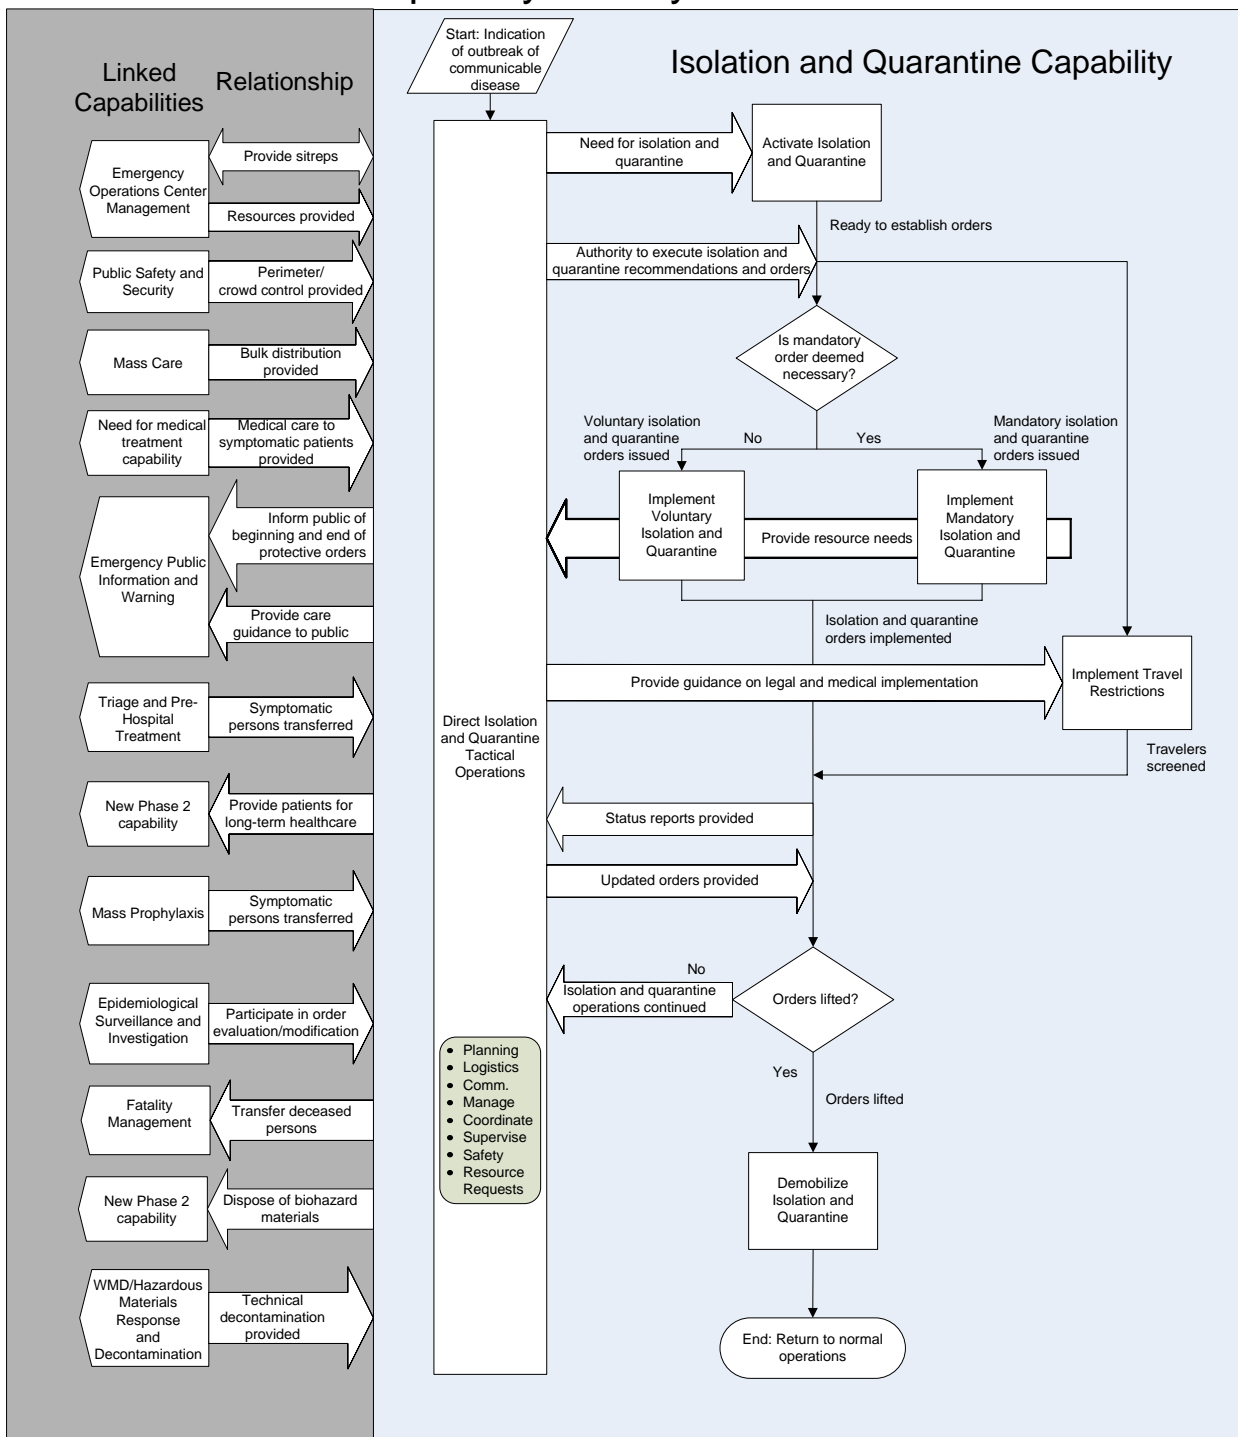 Linked
Capabilities
Relationship
Emergency
Operations Center
Management
Provide sitreps
Resources provided
Public Safety and
Security
Perimeter/
crowd control provided
Mass Care
Bulk distribution
provided
Need for medical
treatment
capability
Medical care to
symptomatic patients
provided
Emergency Public
Information and
Warning
Inform public of
beginning and end of
protective orders
Provide care
guidance to public
Triage and Pre-
Hospital
Treatment
Symptomatic
persons transferred
New Phase 2
capability
Provide patients for
long-term healthcare
Mass Prophylaxis
Symptomatic
persons transferred
Epidemiological
Surveillance and
Investigation
Participate in order
evaluation/modification
Fatality
Management
Transfer deceased
persons
New Phase 2
capability
Dispose of biohazard
materials
WMD/Hazardous
Materials
Response
and
Decontamination
Technical
decontamination
provided
Isolation and Quarantine Capability
Start: Indication
of outbreak of
communicable
disease
Need for isolation and
quarantine
Activate Isolation
and Quarantine
Ready to establish orders
Authority to execute isolation and
quarantine recommendations and orders
Is mandatory
order deemed
necessary?
No
Yes
Voluntary isolation
and quarantine
orders issued
Mandatory isolation
and quarantine
orders issued
Implement
Voluntary
Isolation and
Quarantine
Provide resource needs
Implement
Mandatory
Isolation and
Quarantine
Isolation and quarantine
orders implemented
Provide guidance on legal and medical implementation
Implement Travel
Restrictions
Travelers
screened
Direct Isolation
and Quarantine
Tactical
Operations
Status reports provided
Updated orders provided
No
Isolation and quarantine
operations continued
Orders lifted?
Yes
Orders lifted
• Planning
• Logistics
• Comm.
• Manage
• Coordinate
• Supervise
• Safety
• Resource
Requests
Demobilize
Isolation and
Quarantine
End: Return to normal
operations